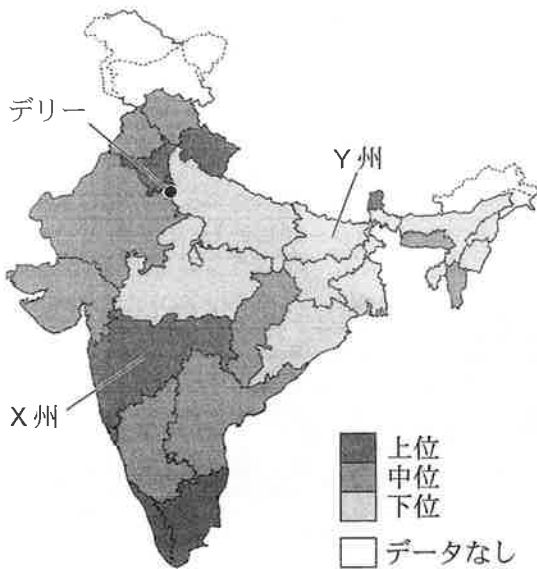 デリー
Y州
X州
上位
中位
下位
データなし